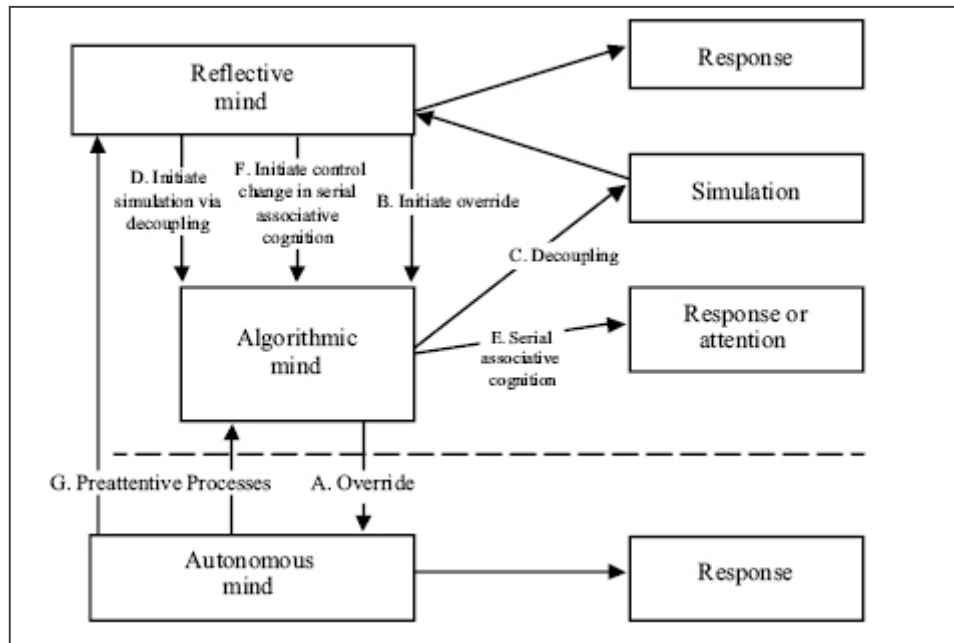 Reflective
mind
Response
D. Initiate
simulation via
decoupling
F. Initiate control
change in serial
associative
cognition
B. Initiate override
Simulation
C. Decoupling
Algorithmic
mind
E. Serial
associative
cognition
Response or
attention
G. Preattentive Processes
A. Override
Autonomous
mind
Response